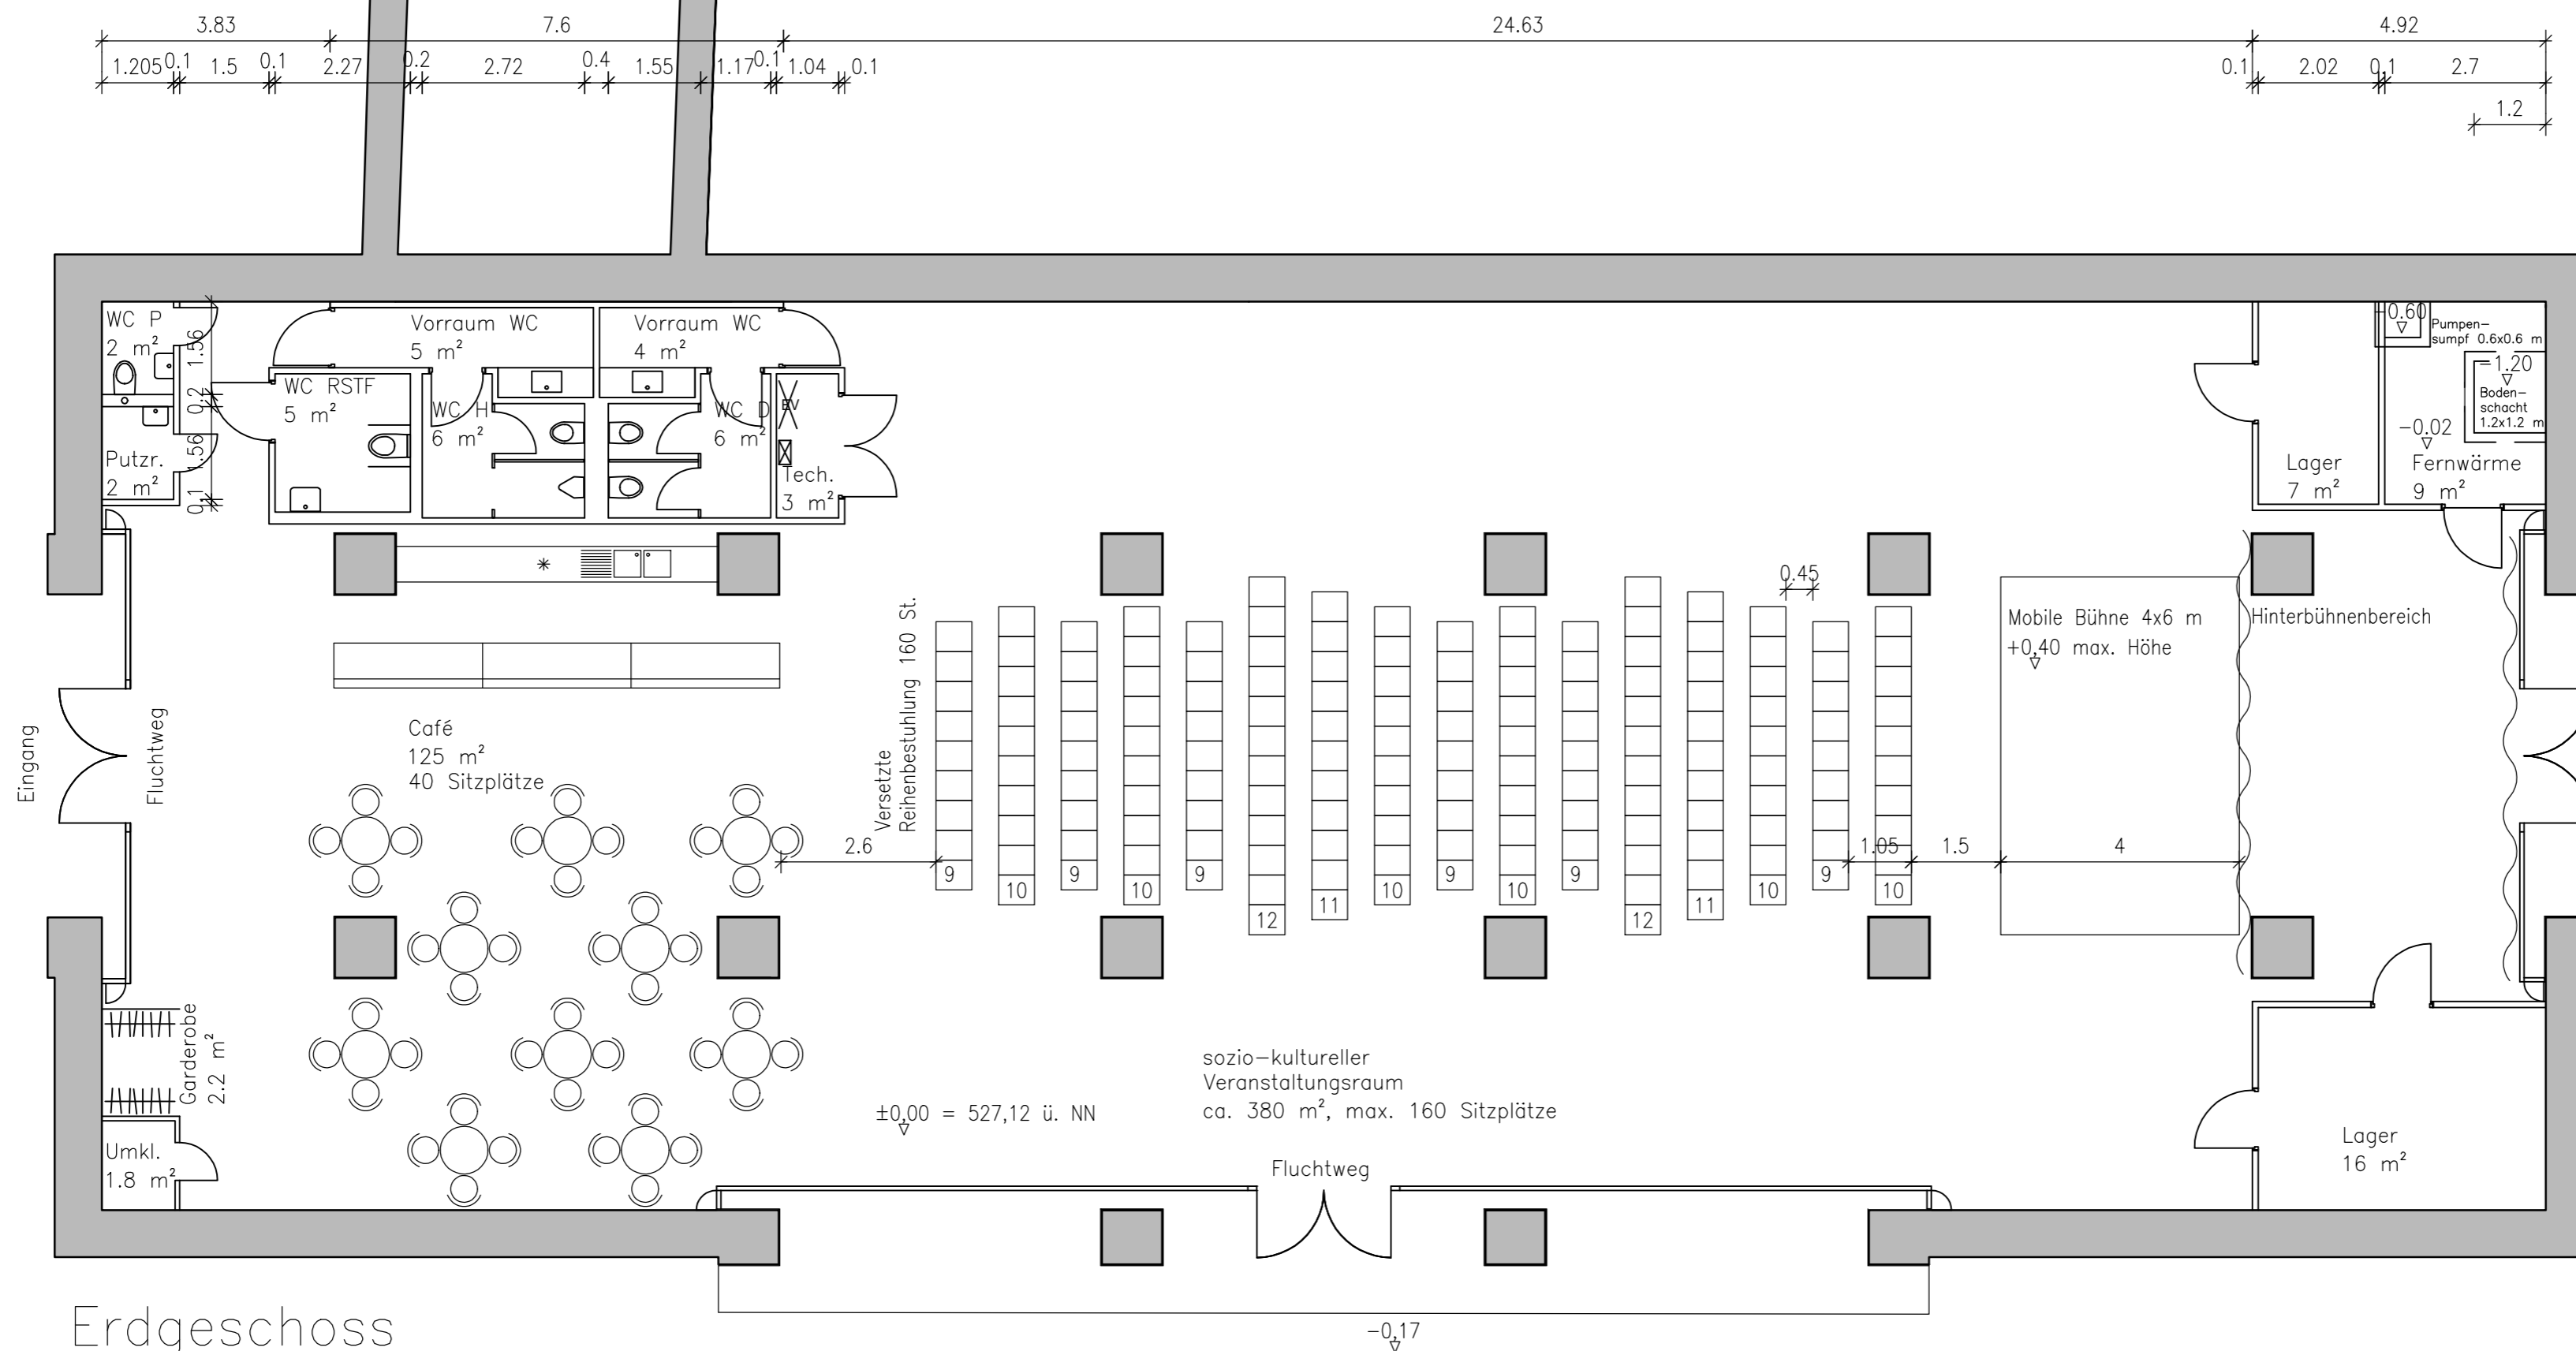 3.83 7.6 24.63 4.92
1.205 0.1 1.5 0.1 2.27 0.2 2.72 0.4 1.55 1.17 0.1 1.04 0.1 0.1 2.02 0.1 2.7
1.2
WC P
2 m²
1.56
0.2
1.56
0.1
Putzr.
2 m²
WC RSTF
5 m²
Vorraum WC
5 m²
Vorraum WC
4 m²
WC H
6 m²
WC D
6 m²
EV
Tech.
3 m²
Lager
7 m²
-0.60
Pumpen-
sumpf 0.6x0.6 m
-1.20
Boden-
schacht
1.2x1.2 m
-0.02
Fernwärme
9 m²
Eingang
Fluchtweg
Café
125 m²
40 Sitzplätze
Versetzte
Reihenbestuhlung 160 St.
2.6
0.45
9 10 9 10 9 12 11 10 9 10 9 12 11 10 9 10
1.05 1.5 4
Mobile Bühne 4x6 m
+0,40 max. Höhe
Hinterbühnenbereich
Garderobe
2.2 m²
Umkl.
1.8 m²
±0,00 = 527,12 ü. NN
sozio-kultureller
Veranstaltungsraum
ca. 380 m², max. 160 Sitzplätze
Fluchtweg
Lager
16 m²
Erdgeschoss
-0,17